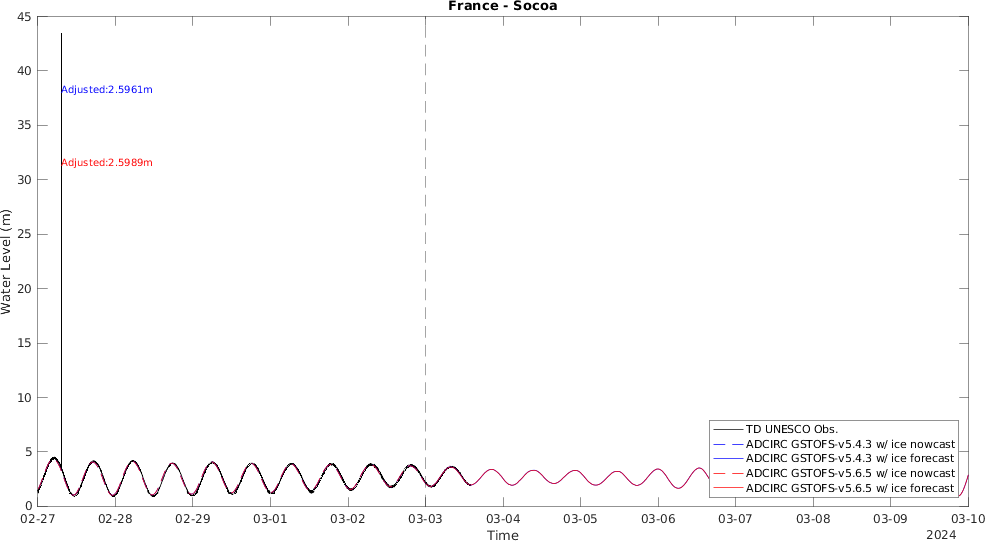 France - Socoa
45
40
35
30
25
20
15
10
5
0
Water Level (m)
Adjusted:2.5961m
Adjusted:2.5989m
TD UNESCO Obs.
ADCIRC GSTOFS-v5.4.3 w/ ice nowcast
ADCIRC GSTOFS-v5.4.3 w/ ice forecast
ADCIRC GSTOFS-v5.6.5 w/ ice nowcast
ADCIRC GSTOFS-v5.6.5 w/ ice forecast
02-27 02-28 02-29 03-01 03-02 03-03 03-04 03-05 03-06 03-07 03-08 03-09 03-10
Time
2024